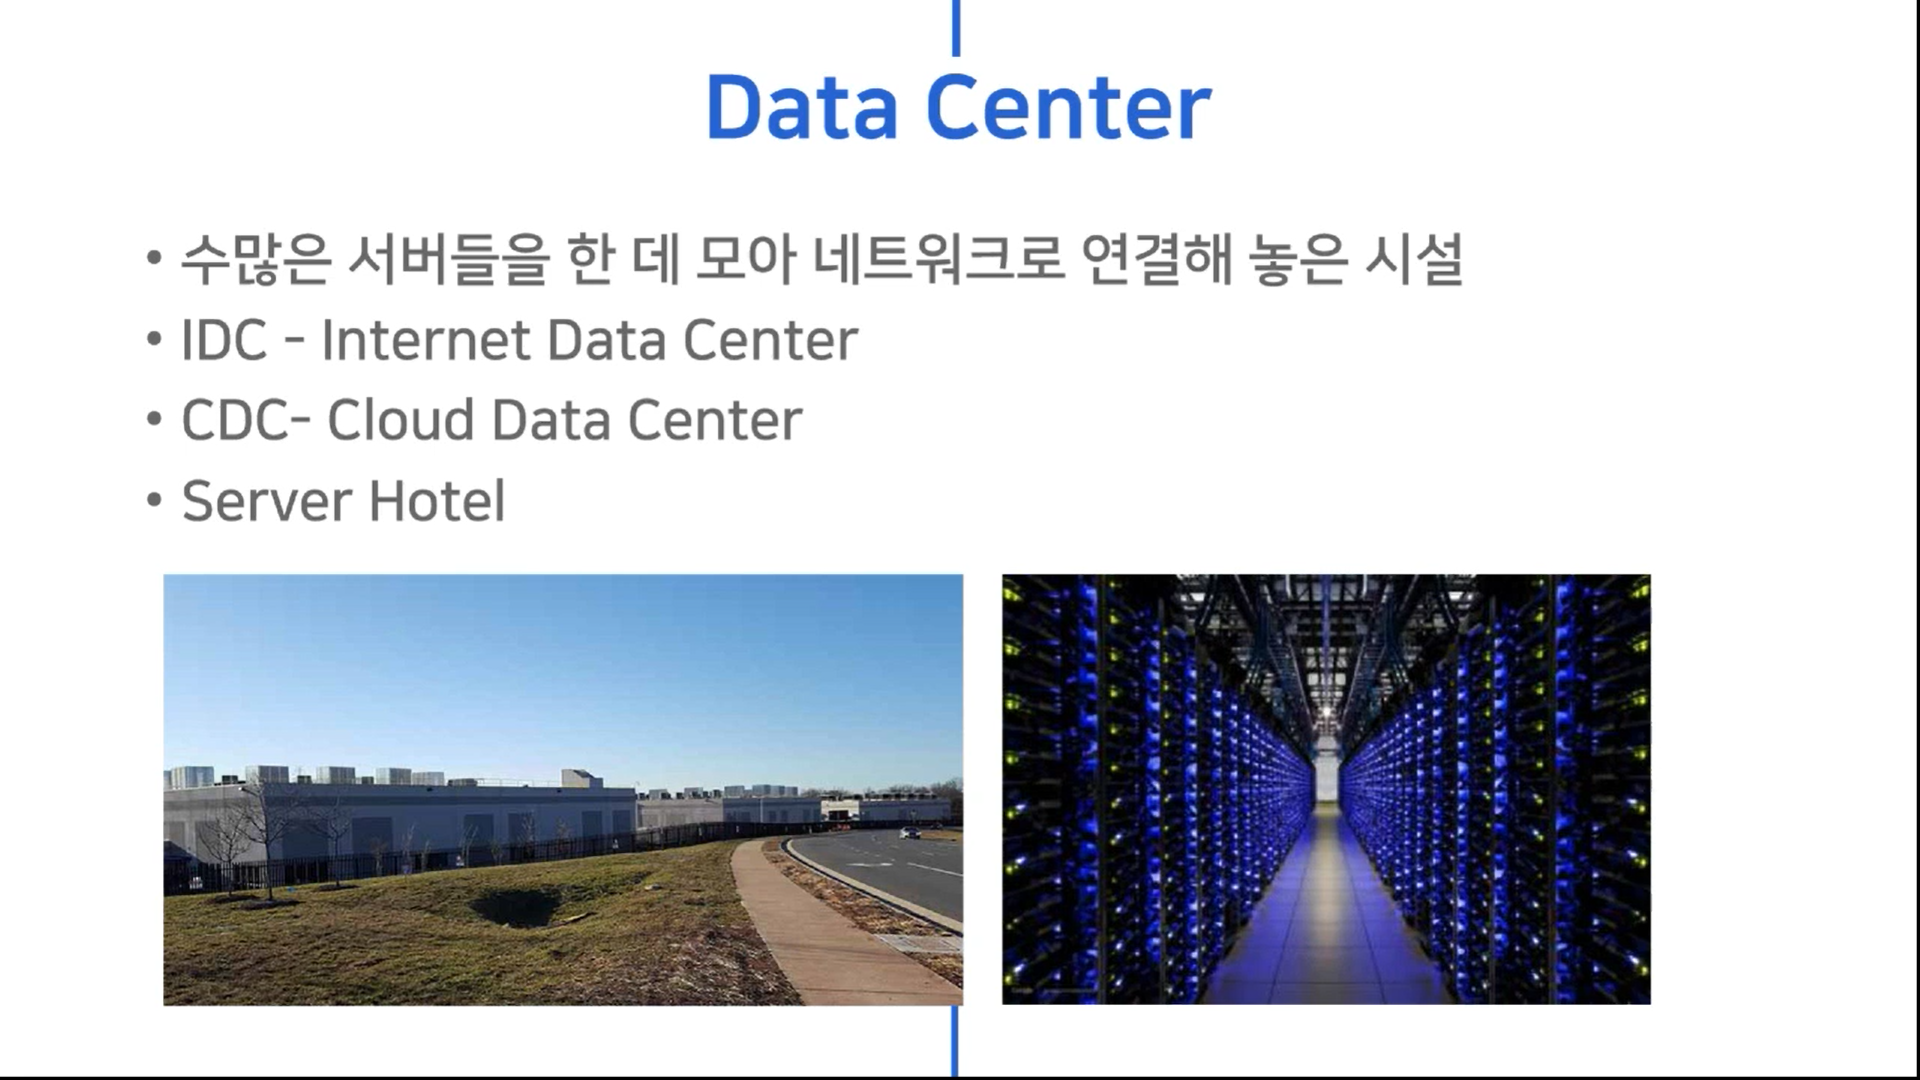 Data Center
• 수많은 서버들을 한 데 모아 네트워크로 연결해 놓은 시설
• IDC - Internet Data Center
• CDC- Cloud Data Center
• Server Hotel